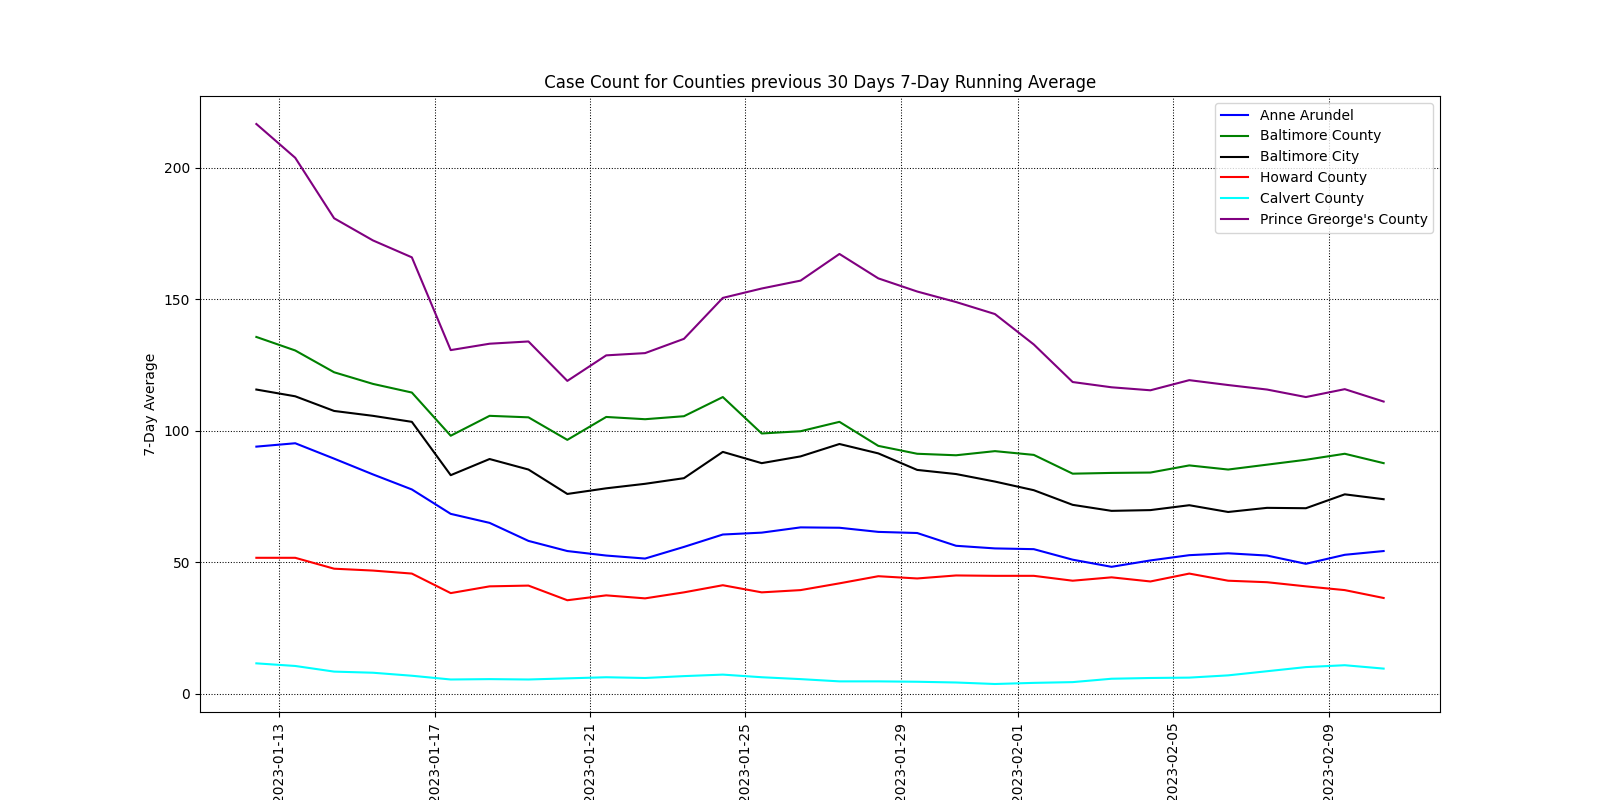 Case Count for Counties previous 30 Days 7-Day Running Average
Anne Arundel
Baltimore County
Baltimore City
Howard County
Calvert County
Prince Greorge's County
7-Day Average
200
150
100
50
0
2023-01-13
2023-01-17
2023-01-21
2023-01-25
2023-01-29
2023-02-01
2023-02-05
2023-02-09